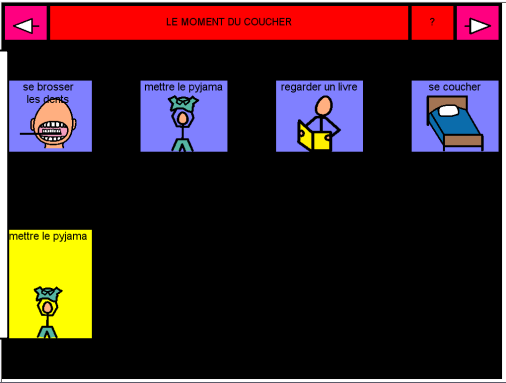 LE MOMENT DU COUCHER
?
se brosser
les dents
mettre le pyjama
regarder un livre
se coucher
mettre le pyjama